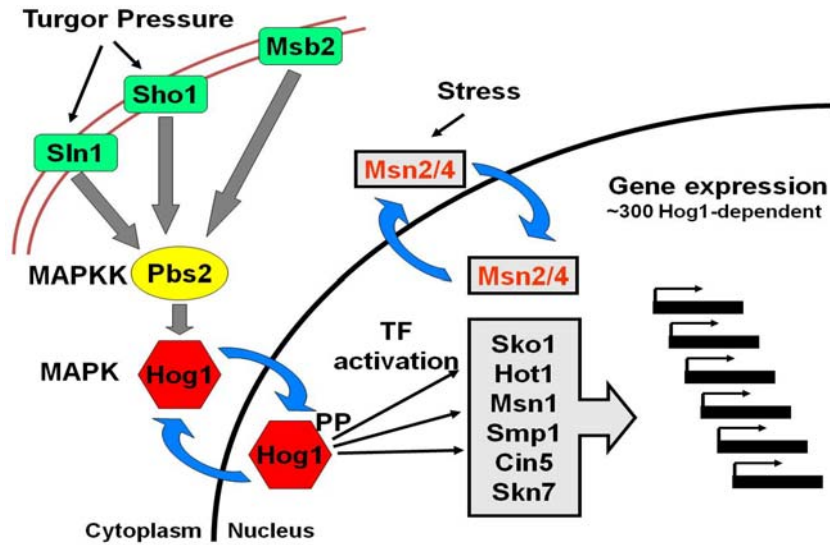 Turgor Pressure
Msb2
Sho1
Sln1
Stress
Msn2/4
Gene expression
~300 Hog1-dependent
Msn2/4
MAPKK
Pbs2
TF
activation
MAPK
Hog1
PP
Hog1
Sko1
Hot1
Msn1
Smp1
Cin5
Skn7
Cytoplasm
Nucleus